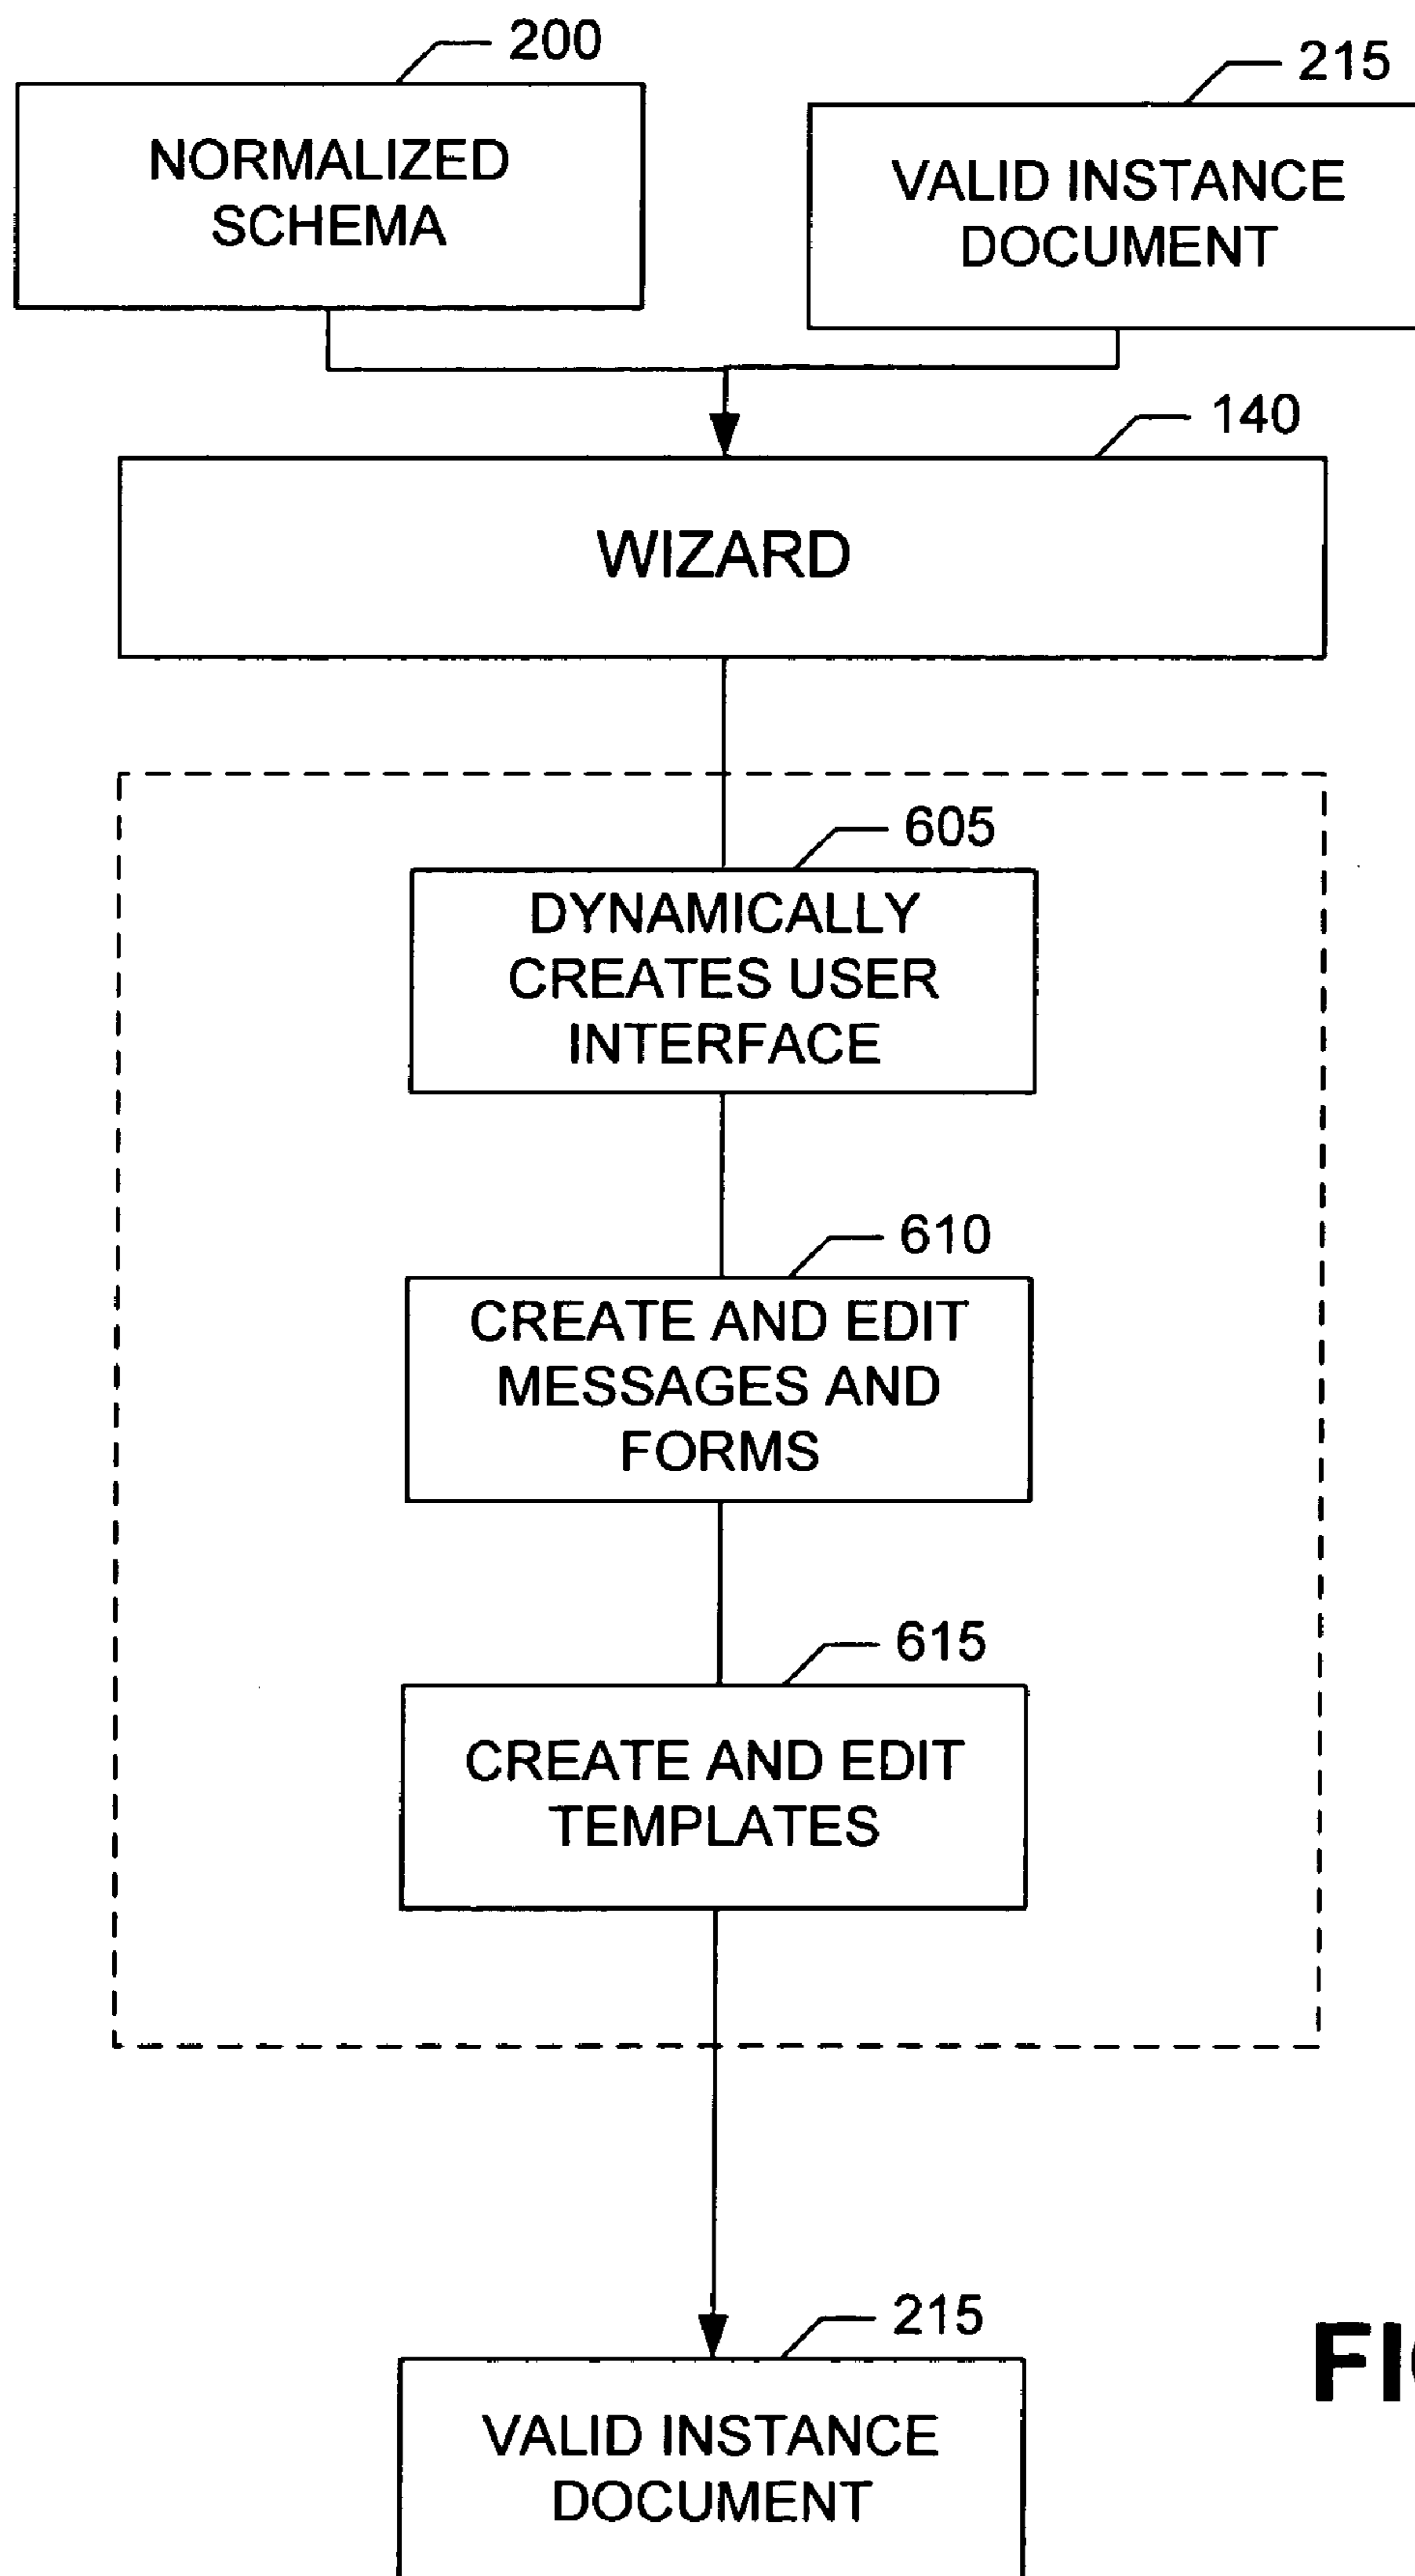 200
215
NORMALIZED
SCHEMA
VALID INSTANCE
DOCUMENT
140
WIZARD
605
DYNAMICALLY
CREATES USER
INTERFACE
610
CREATE AND EDIT
MESSAGES AND
FORMS
615
CREATE AND EDIT
TEMPLATES
215
VALID INSTANCE
DOCUMENT